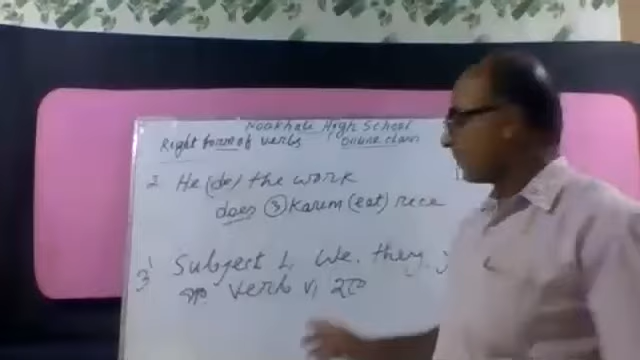 Noakhali High School
Right form of verbs Online class
2. He (do) the work
does ③ Karim (eat) rice
3' Subject I, We, they,
verb V1